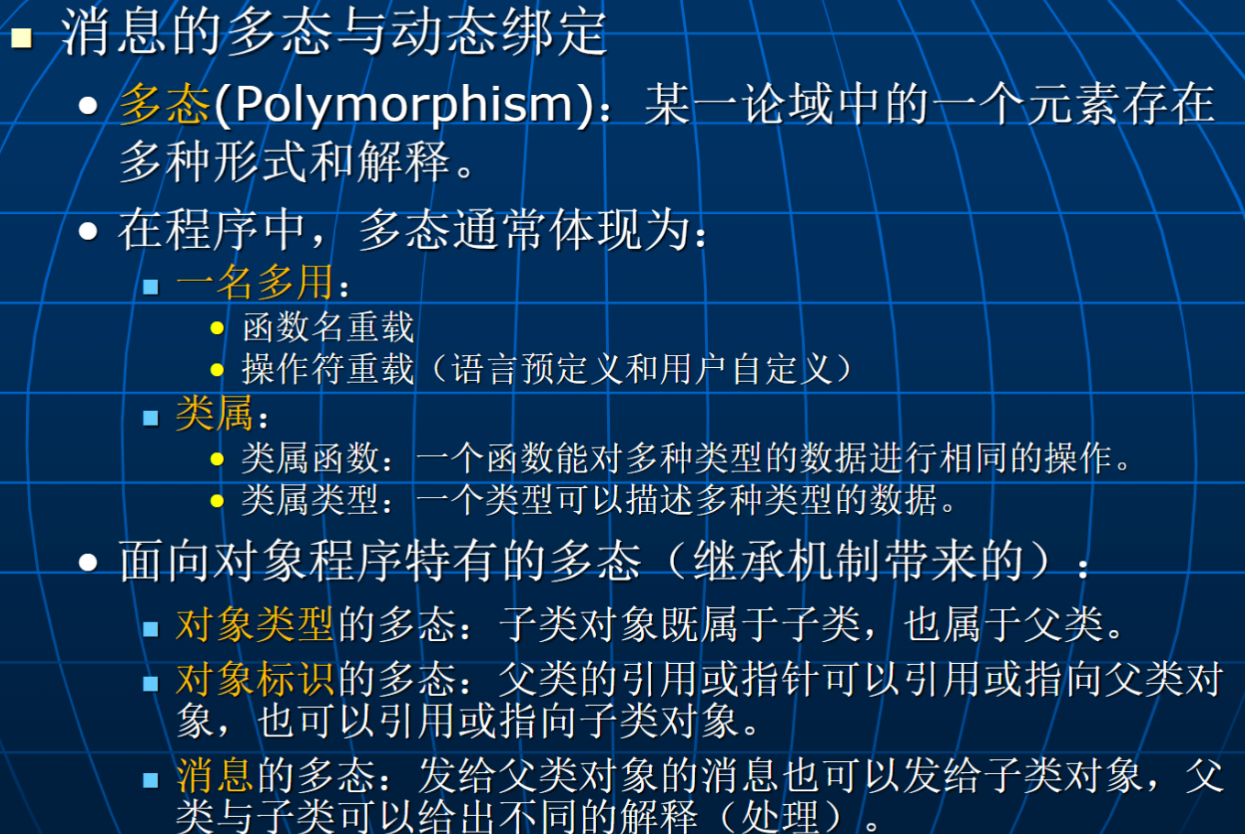 消息的多态与动态绑定
多态(Polymorphism)：某一论域中的一个元素存在
多种形式和解释。
在程序中，多态通常体现为：
一名多用：
函数名重载
操作符重载（语言预定义和用户自定义）
类属：
类属函数：一个函数能对多种类型的数据进行相同的操作。
类属类型：一个类型可以描述多种类型的数据。
面向对象程序特有的多态（继承机制带来的）：
对象类型的多态：子类对象既属于子类，也属于父类。
对象标识的多态：父类的引用或指针可以引用或指向父类对
象，也可以引用或指向子类对象。
消息的多态：发给父类对象的消息也可以发给子类对象，父
类与子类可以给出不同的解释（处理）。